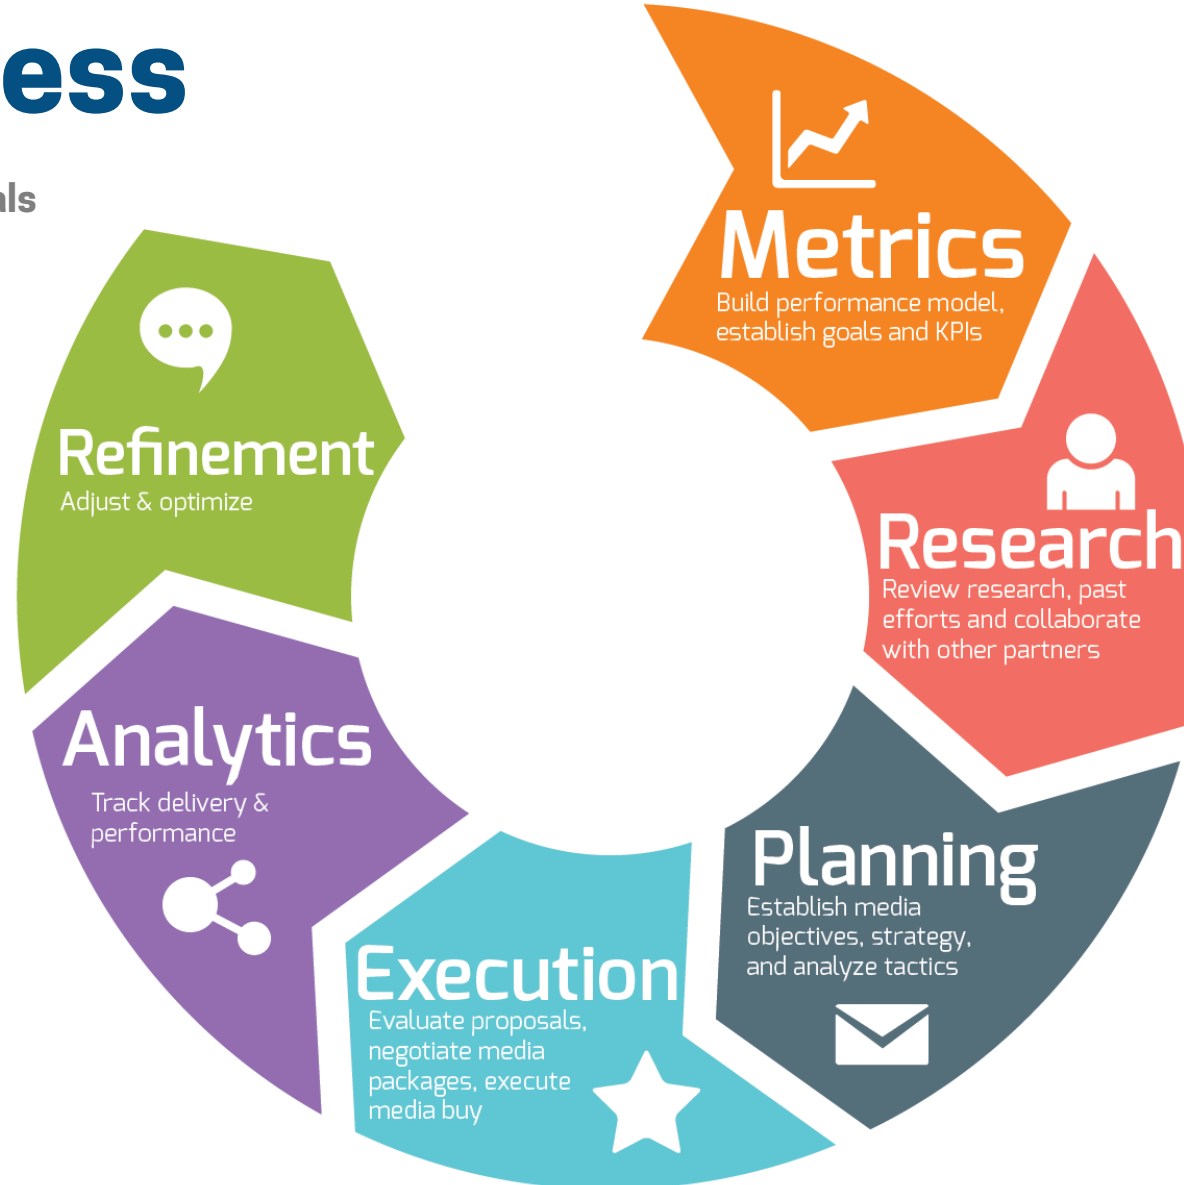 ess
als
Metrics
Build performance model,
establish goals and KPIs
Research
Review research, past
efforts and collaborate
with other partners
Planning
Establish media
objectives, strategy,
and analyze tactics
Execution
Evaluate proposals,
negotiate media
packages, execute
media buy
Analytics
Track delivery &
performance
Refinement
Adjust & optimize